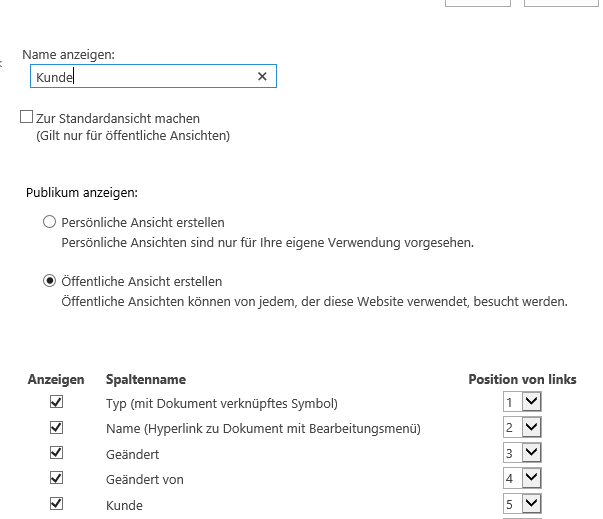 Name anzeigen:
Kunde
Zur Standardansicht machen
(Gilt nur für öffentliche Ansichten)
Publikum anzeigen:
Persönliche Ansicht erstellen
Persönliche Ansichten sind nur für Ihre eigene Verwendung vorgesehen.
Öffentliche Ansicht erstellen
Öffentliche Ansichten können von jedem, der diese Website verwendet, besucht werden.
Anzeigen Spaltenname Position von links
Typ (mit Dokument verknüpftes Symbol) 1
Name (Hyperlink zu Dokument mit Bearbeitungsmenü) 2
Geändert 3
Geändert von 4
Kunde 5